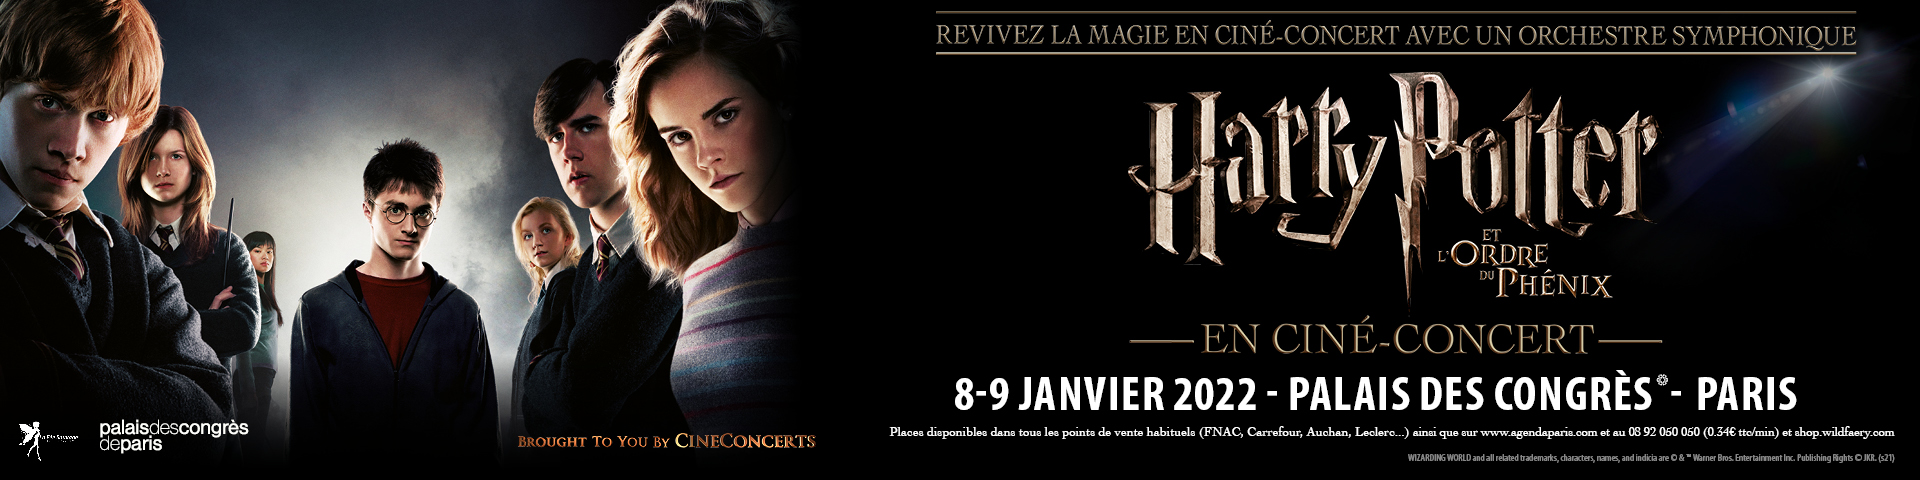 REVIVEZ LA MAGIE EN CINÉ-CONCERT AVEC UN ORCHESTRE SYMPHONIQUE
Harry Potter
ET
L'ORDRE
DU PHÉNIX
EN CINÉ-CONCERT
8-9 JANVIER 2022 - PALAIS DES CONGRÈS - PARIS
Places disponibles dans tous les points de vente habituels (FNAC, Carrefour, Auchan, Leclerc...) ainsi que sur www.agendaparis.com et au 08 92 050 050 (0.34€ ttc/min) et shop.wildfaery.com
WIZARDING WORLD and all related trademarks, characters, names, and indicia are © & ™ Warner Bros. Entertainment Inc. Publishing Rights © JKR. (s21)
La Fée Sauvage
palaisdescongrès
deparis
BROUGHT TO YOU BY CINECONCERTS